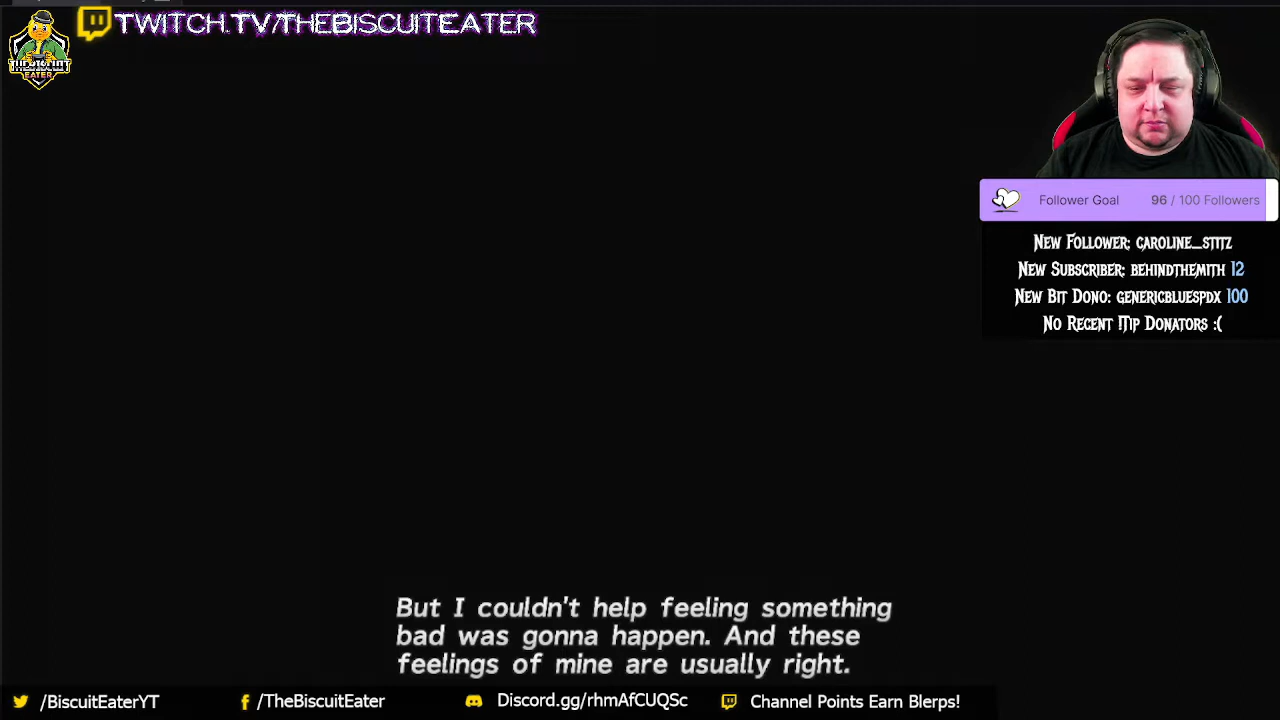 TWITCH.TV/THEBISCUITEATER
THEBISCUIT
EATER
Follower Goal 96 / 100 Followers
New Follower: caroline_stitz
New Subscriber: behindthemith 12
New Bit Dono: genericbluespdx 100
No Recent !Tip Donators :(
But I couldn't help feeling something
bad was gonna happen. And these
feelings of mine are usually right.
/BiscuitEaterYT /TheBiscuitEater Discord.gg/rhmAfCUQSc Channel Points Earn Blerps!